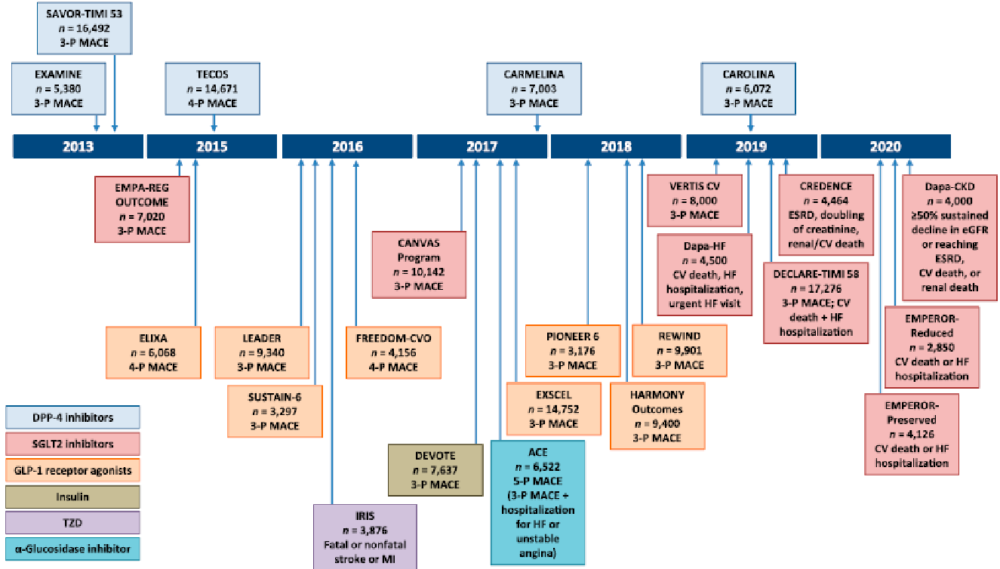 SAVOR-TIMI 53
n = 16,492
3-P MACE
EXAMINE
n = 5,380
3-P MACE
TECOS
n = 14,671
4-P MACE
CARMELINA
n = 7,003
3-P MACE
CAROLINA
n = 6,072
3-P MACE
2013
2015
2016
2017
2018
2019
2020
EMPA-REG
OUTCOME
n = 7,020
3-P MACE
CANVAS
Program
n = 10,142
3-P MACE
VERTIS CV
n = 8,000
3-P MACE
CREDENCE
n = 4,464
ESRD, doubling
of creatinine,
renal/CV death
Dapa-CKD
n = 4,000
≥50% sustained
decline in eGFR
or reaching
ESRD,
CV death, or
renal death
Dapa-HF
n = 4,500
CV death, HF
hospitalization,
urgent HF visit
DECLARE-TIMI 58
n = 17,276
3-P MACE; CV
death + HF
hospitalization
ELIXA
n = 6,068
4-P MACE
LEADER
n = 9,340
3-P MACE
FREEDOM-CVO
n = 4,156
4-P MACE
PIONEER 6
n = 3,176
3-P MACE
REWIND
n = 9,901
3-P MACE
EMPEROR-
Reduced
n = 2,850
CV death or HF
hospitalization
SUSTAIN-6
n = 3,297
3-P MACE
EXSCEL
n = 14,752
3-P MACE
HARMONY
Outcomes
n = 9,400
3-P MACE
EMPEROR-
Preserved
n = 4,126
CV death or HF
hospitalization
DEVOTE
n = 7,637
3-P MACE
ACE
n = 6,522
5-P MACE
(3-P MACE +
hospitalization
for HF or
unstable
angina)
IRIS
n = 3,876
Fatal or nonfatal
stroke or MI
DPP-4 inhibitors
SGLT2 inhibitors
GLP-1 receptor agonists
Insulin
TZD
α-Glucosidase inhibitor